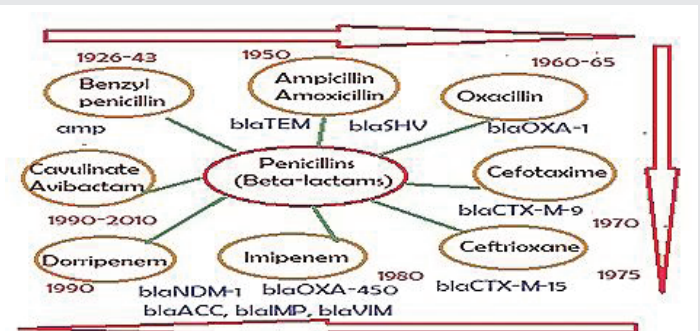 1926-43
1950
1960-65
Benzyl
penicillin
Ampicillin
Amoxicillin
Oxacillin
amp
blaTEM
blaSHV
blaOXA-1
Cavulinate
Avibactam
Penicillins
(Beta-lactams)
Cefotaxime
blaCTX-M-9
1990-2010
1970
Dorripenem
Imipenem
Ceftrioxane
1990
1980
1975
blaNDM-1
blaOXA-450
blaCTX-M-15
blaACC, blaIMP, blaVIM